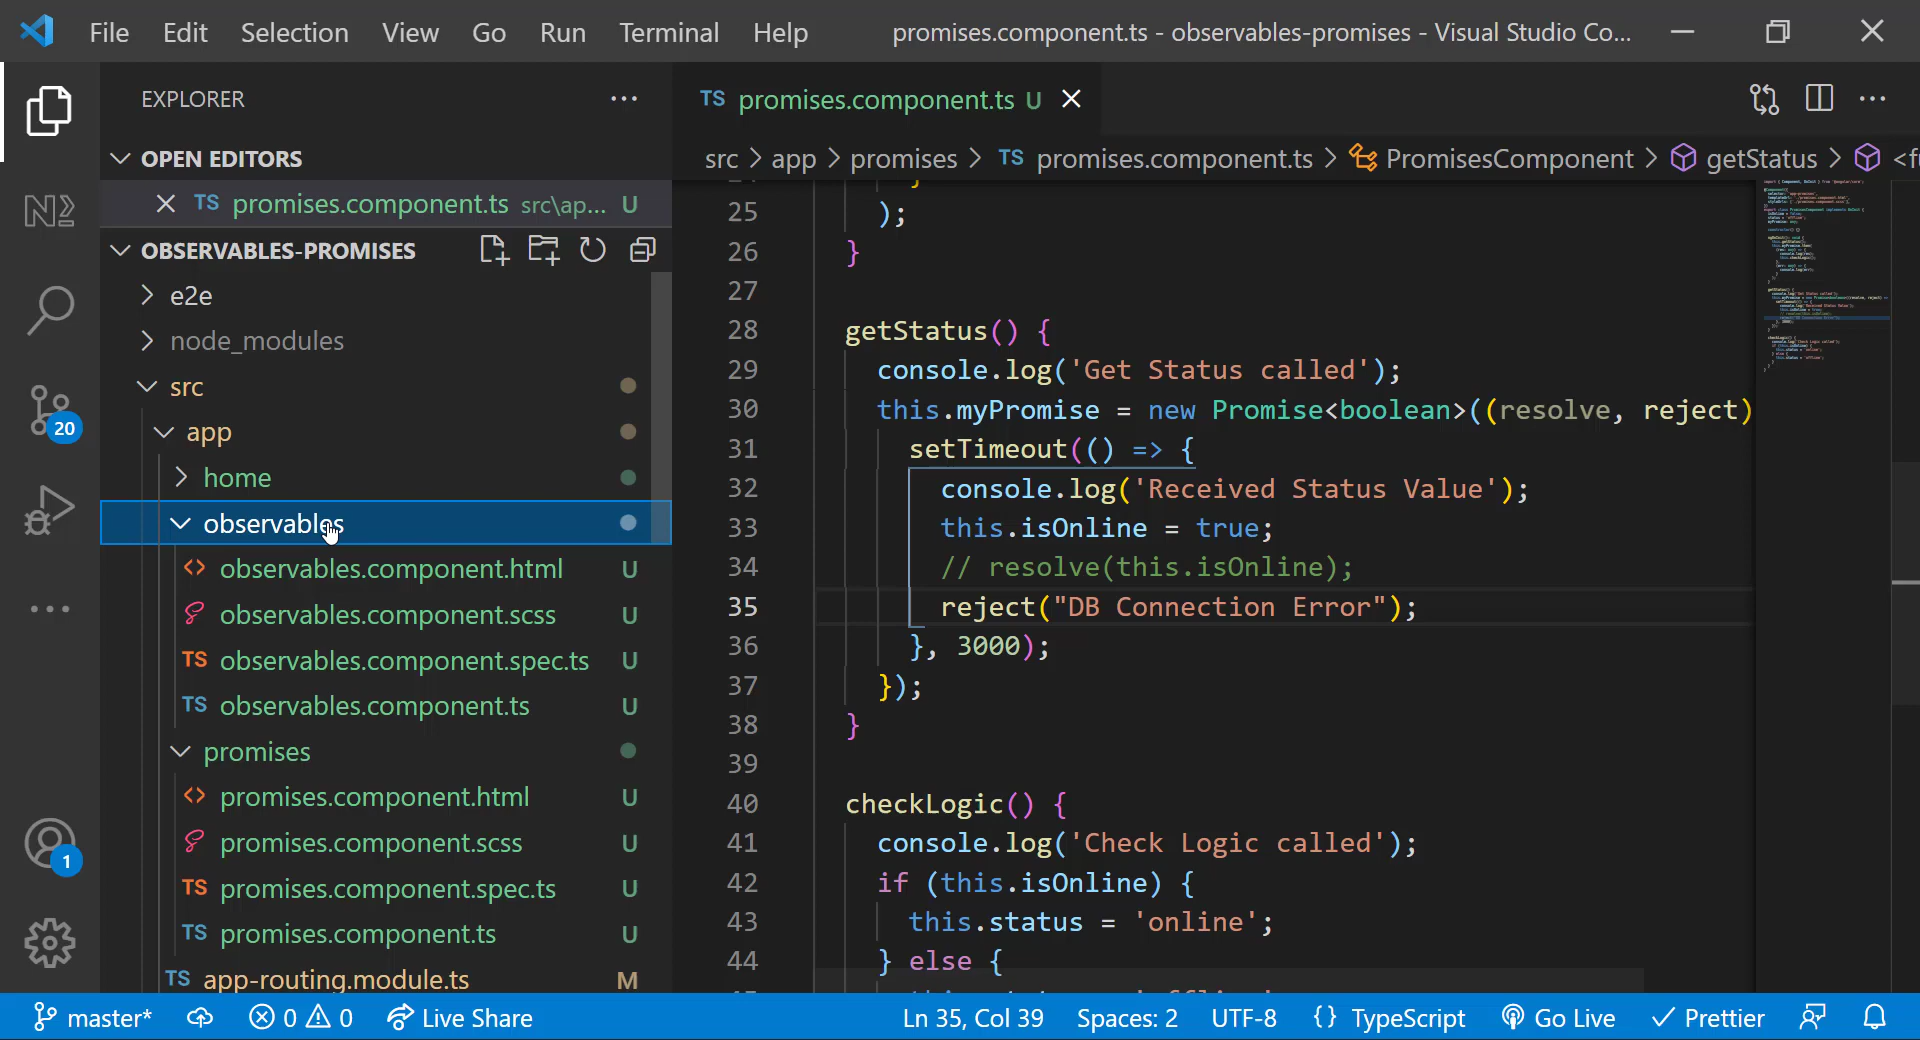 File Edit Selection View Go Run Terminal Help promises.component.ts - observables-promises - Visual Studio Co...
EXPLORER
OPEN EDITORS
TS promises.component.ts src\ap... U
OBSERVABLES-PROMISES
e2e
node_modules
src
app
home
observables
observables.component.html U
observables.component.scss U
TS observables.component.spec.ts U
TS observables.component.ts U
promises
promises.component.html U
promises.component.scss U
TS promises.component.spec.ts U
TS promises.component.ts U
TS app-routing.module.ts M
20
1
TS promises.component.ts U
src > app > promises > TS promises.component.ts > PromisesComponent > getStatus > <fu
25 );
26 }
27
28 getStatus() {
29 console.log('Get Status called');
30 this.myPromise = new Promise<boolean>((resolve, reject)
31 setTimeout(() => {
32 console.log('Received Status Value');
33 this.isOnline = true;
34 // resolve(this.isOnline);
35 reject("DB Connection Error");
36 }, 3000);
37 });
38 }
39
40 checkLogic() {
41 console.log('Check Logic called');
42 if (this.isOnline) {
43 this.status = 'online';
44 } else {
master* 0 0 Live Share Ln 35, Col 39 Spaces: 2 UTF-8 {} TypeScript Go Live Prettier